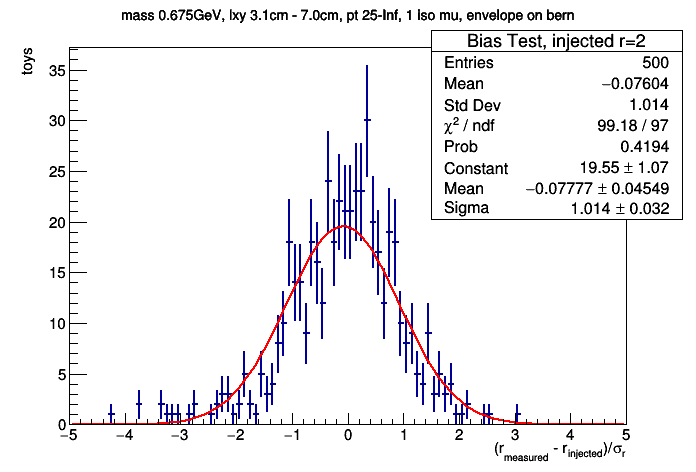 mass 0.675GeV, lxy 3.1cm - 7.0cm, pt 25-Inf, 1 Iso mu, envelope on bern
toys
Bias Test, injected r=2
Entries 500
Mean −0.07604
Std Dev 1.014
χ² / ndf 99.18 / 97
Prob 0.4194
Constant 19.55 ± 1.07
Mean −0.07777 ± 0.04549
Sigma 1.014 ± 0.032
35
30
25
20
15
10
5
0
−5 −4 −3 −2 −1 0 1 2 3 4 5
(r_measured - r_injected)/σ_r